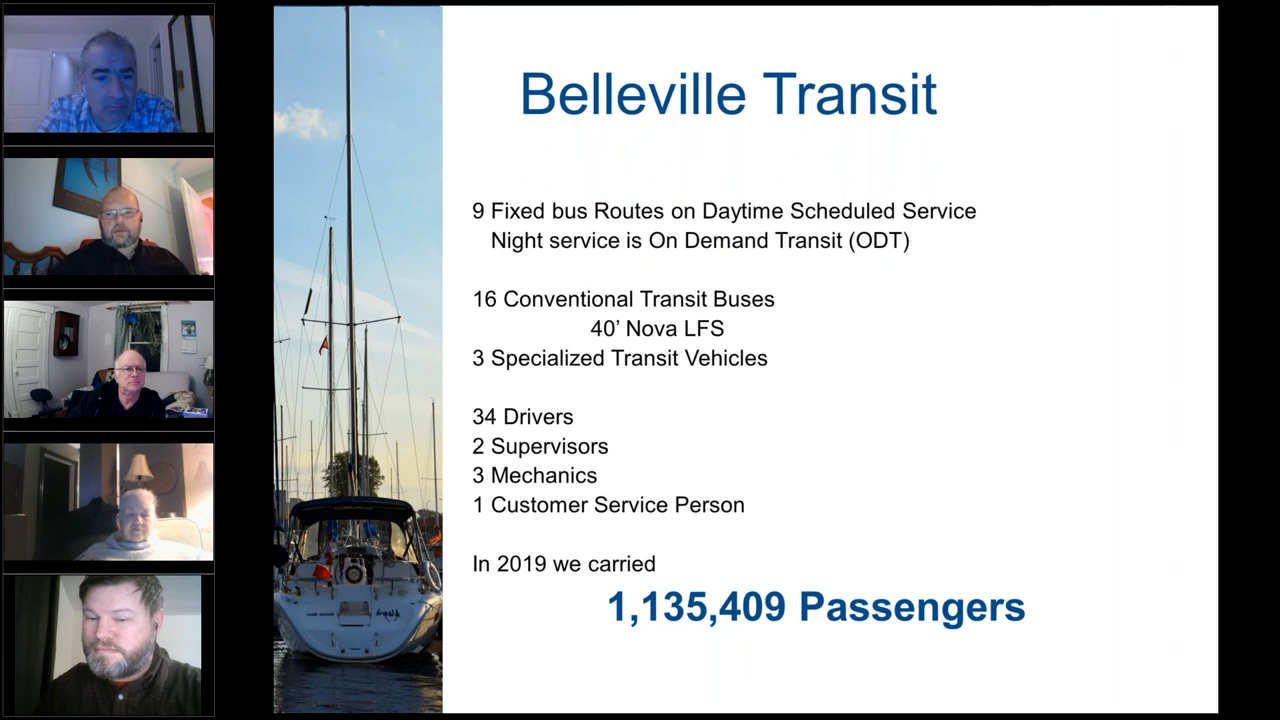 Belleville Transit
9 Fixed bus Routes on Daytime Scheduled Service
Night service is On Demand Transit (ODT)
16 Conventional Transit Buses
40’ Nova LFS
3 Specialized Transit Vehicles
34 Drivers
2 Supervisors
3 Mechanics
1 Customer Service Person
In 2019 we carried
1,135,409 Passengers